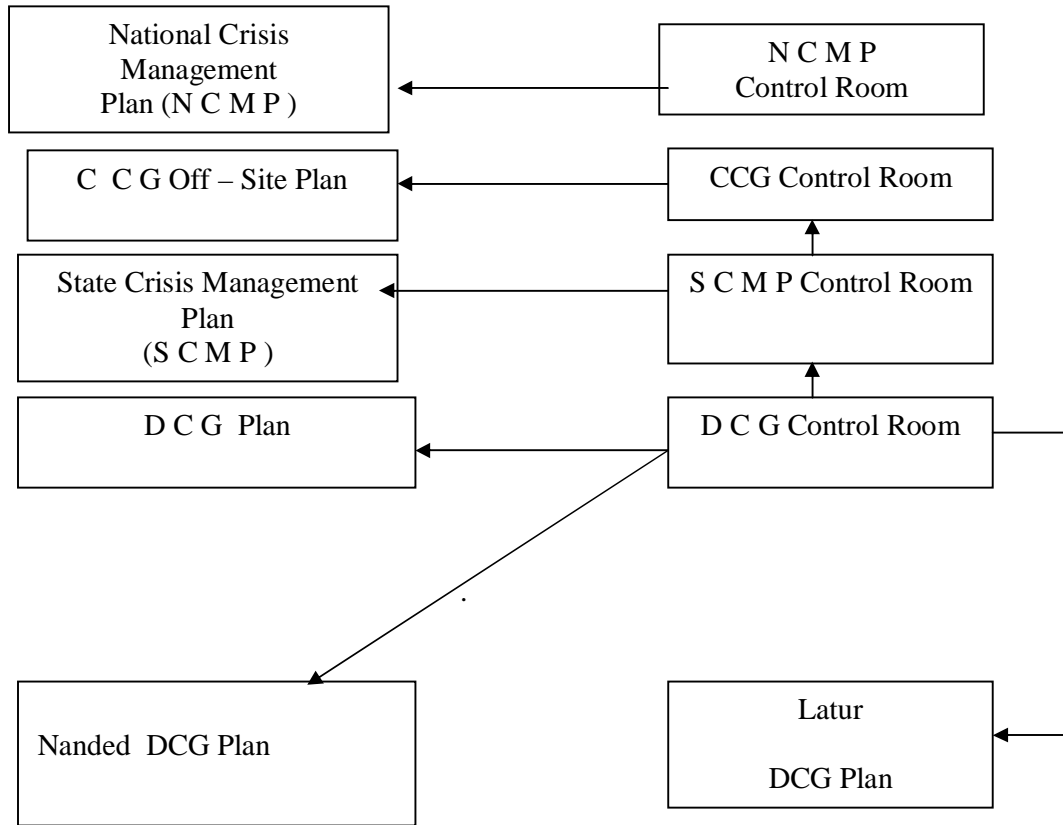 National Crisis
Management
Plan (N C M P )
N C M P
Control Room
C C G Off – Site Plan
CCG Control Room
State Crisis Management
Plan
(S C M P )
S C M P Control Room
D C G Plan
D C G Control Room
.
Nanded DCG Plan
Latur
DCG Plan